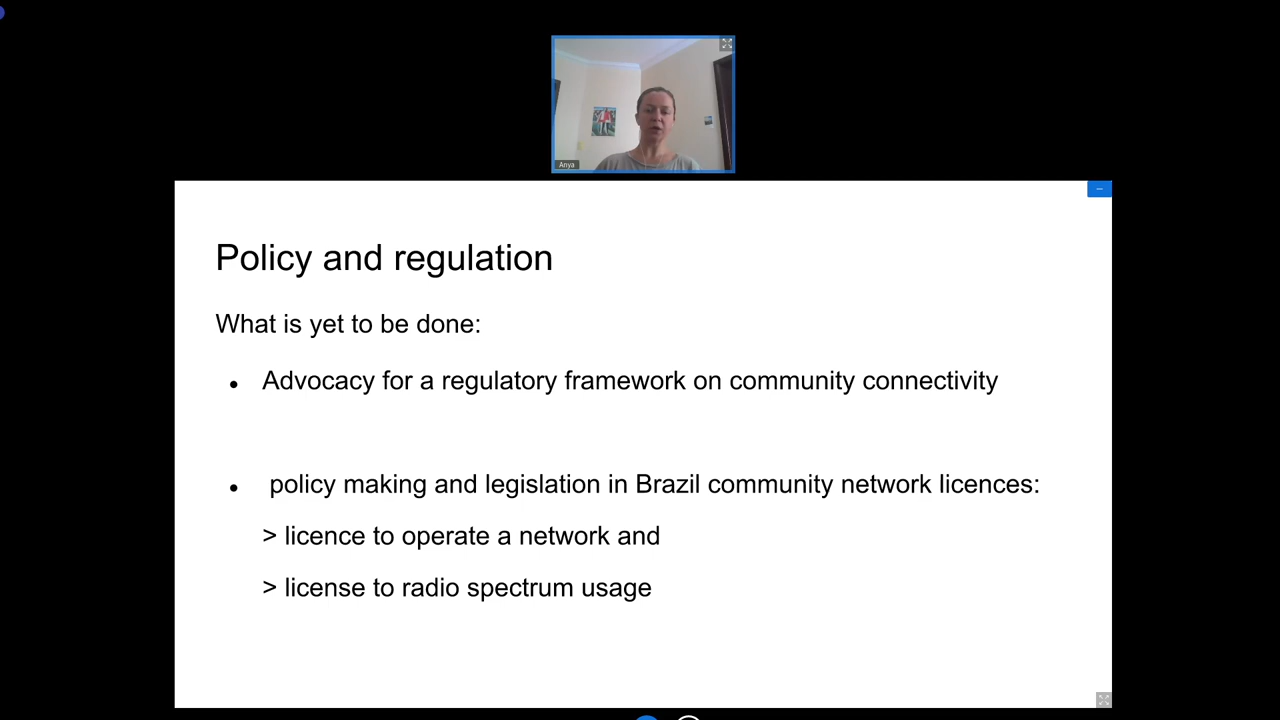 Anya
Policy and regulation
What is yet to be done:
● Advocacy for a regulatory framework on community connectivity
● policy making and legislation in Brazil community network licences:
> licence to operate a network and
> license to radio spectrum usage